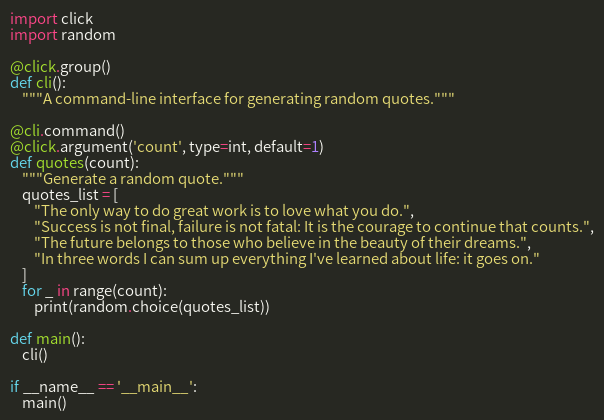 import click
import random

@click.group()
def cli():
    """A command-line interface for generating random quotes."""

@cli.command()
@click.argument('count', type=int, default=1)
def quotes(count):
    """Generate a random quote."""
    quotes_list = [
        "The only way to do great work is to love what you do.",
        "Success is not final, failure is not fatal: It is the courage to continue that counts.",
        "The future belongs to those who believe in the beauty of their dreams.",
        "In three words I can sum up everything I've learned about life: it goes on."
    ]
    for _ in range(count):
        print(random.choice(quotes_list))

def main():
    cli()

if __name__ == '__main__':
    main()